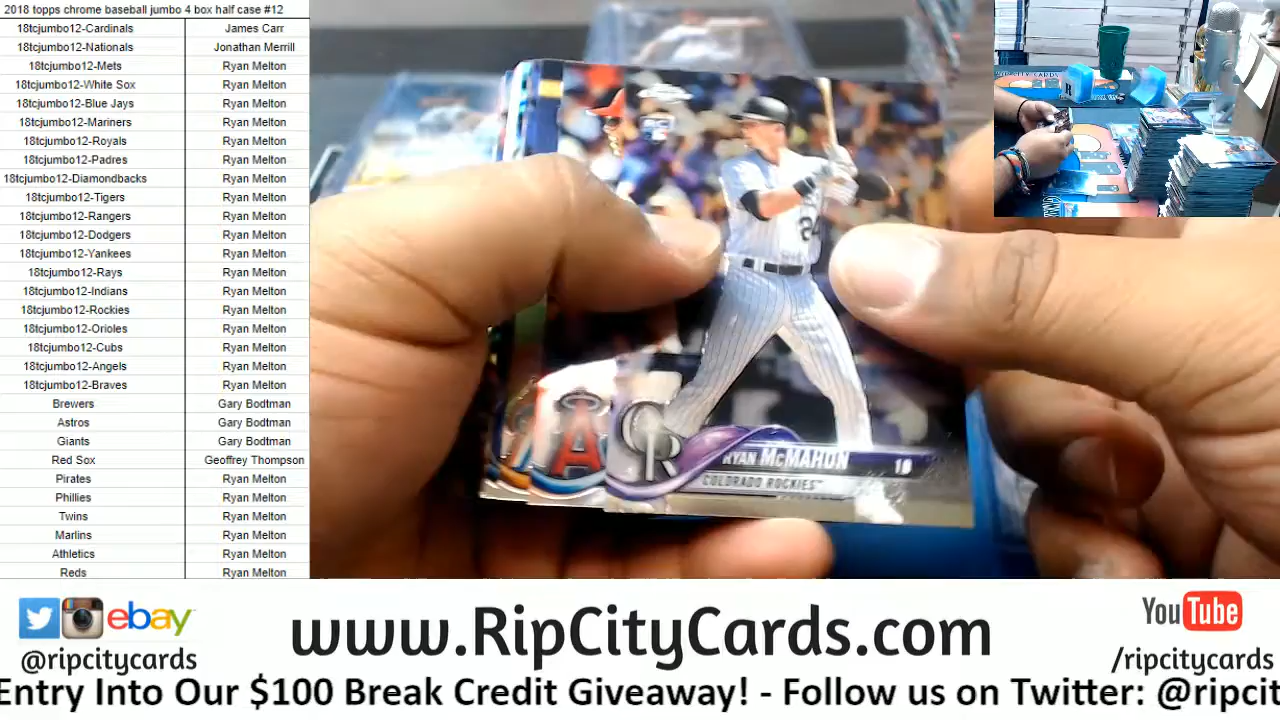 2018 topps chrome baseball jumbo 4 box half case #12
18tcjumbo12-Cardinals James Carr
18tcjumbo12-Nationals Jonathan Merrill
18tcjumbo12-Mets Ryan Melton
18tcjumbo12-White Sox Ryan Melton
18tcjumbo12-Blue Jays Ryan Melton
18tcjumbo12-Mariners Ryan Melton
18tcjumbo12-Royals Ryan Melton
18tcjumbo12-Padres Ryan Melton
18tcjumbo12-Diamondbacks Ryan Melton
18tcjumbo12-Tigers Ryan Melton
18tcjumbo12-Rangers Ryan Melton
18tcjumbo12-Dodgers Ryan Melton
18tcjumbo12-Yankees Ryan Melton
18tcjumbo12-Rays Ryan Melton
18tcjumbo12-Indians Ryan Melton
18tcjumbo12-Rockies Ryan Melton
18tcjumbo12-Orioles Ryan Melton
18tcjumbo12-Cubs Ryan Melton
18tcjumbo12-Angels Ryan Melton
18tcjumbo12-Braves Ryan Melton
Brewers Gary Bodtman
Astros Gary Bodtman
Giants Gary Bodtman
Red Sox Geoffrey Thompson
Pirates Ryan Melton
Phillies Ryan Melton
Twins Ryan Melton
Marlins Ryan Melton
Athletics Ryan Melton
Reds Ryan Melton
24
A
RYAN McMAHON
COLORADO ROCKIES
ebay
@ripcitycards
www.RipCityCards.com
YouTube
/ripcitycards
Entry Into Our $100 Break Credit Giveaway! - Follow us on Twitter: @ripcit